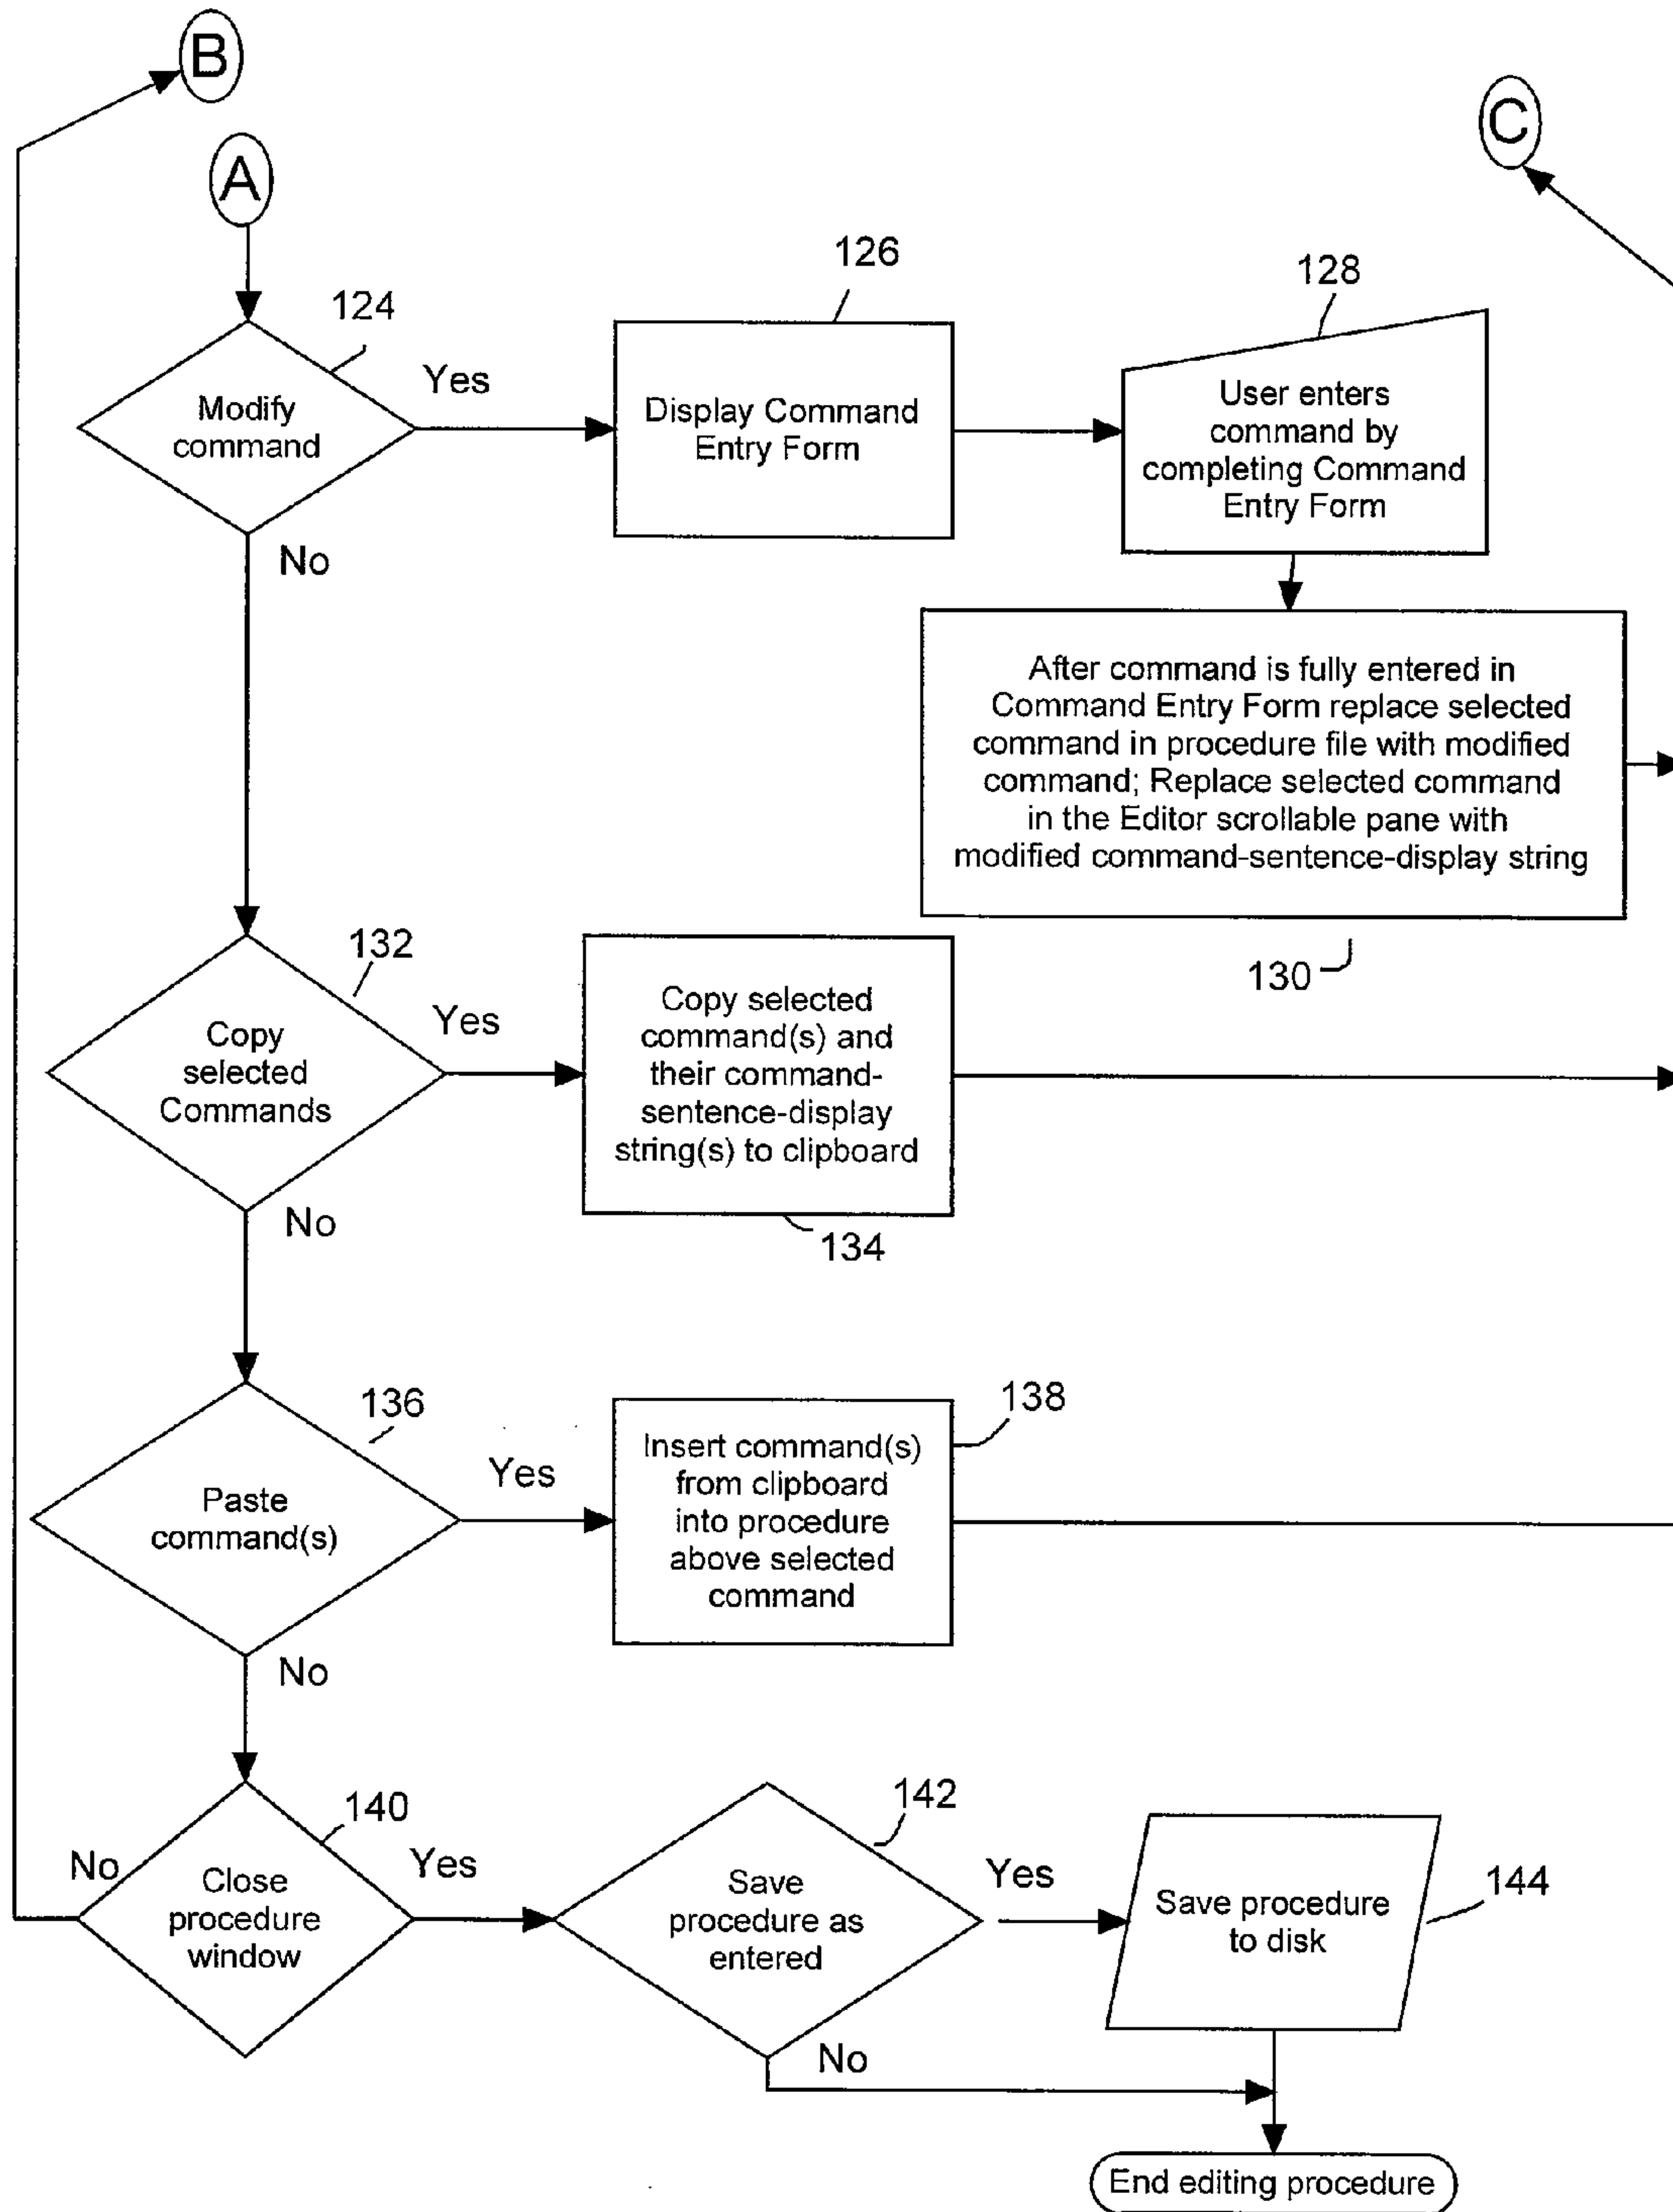 B
A
C
124
126
128
Modify
command
Yes
No
Display Command
Entry Form
User enters
command by
completing Command
Entry Form
After command is fully entered in
Command Entry Form replace selected
command in procedure file with modified
command; Replace selected command
in the Editor scrollable pane with
modified command-sentence-display string
130
132
Copy
selected
Commands
Yes
No
Copy selected
command(s) and
their command-
sentence-display
string(s) to clipboard
134
136
Paste
command(s)
Yes
No
138
Insert command(s)
from clipboard
into procedure
above selected
command
140
No
Close
procedure
window
Yes
142
Save
procedure as
entered
Yes
No
144
Save procedure
to disk
End editing procedure